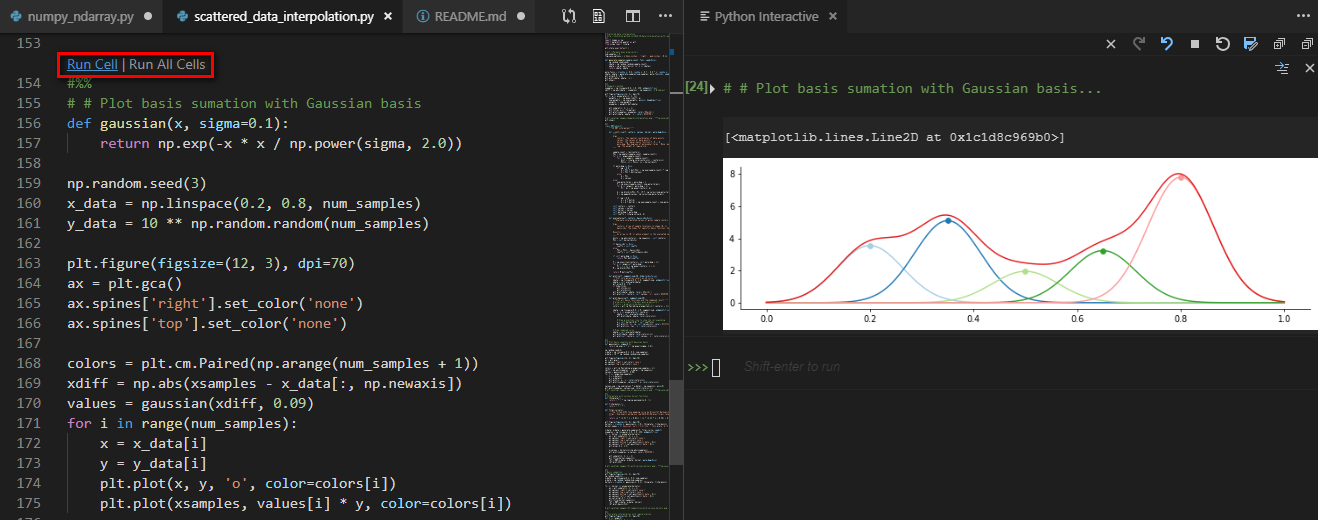 numpy_ndarray.py
scattered_data_interpolation.py
README.md
153
Run Cell | Run All Cells
154 #%%
155 # # Plot basis sumation with Gaussian basis
156 def gaussian(x, sigma=0.1):
157 return np.exp(-x * x / np.power(sigma, 2.0))
158
159 np.random.seed(3)
160 x_data = np.linspace(0.2, 0.8, num_samples)
161 y_data = 10 ** np.random.random(num_samples)
162
163 plt.figure(figsize=(12, 3), dpi=70)
164 ax = plt.gca()
165 ax.spines['right'].set_color('none')
166 ax.spines['top'].set_color('none')
167
168 colors = plt.cm.Paired(np.arange(num_samples + 1))
169 xdiff = np.abs(xsamples - x_data[:, np.newaxis])
170 values = gaussian(xdiff, 0.09)
171 for i in range(num_samples):
172 x = x_data[i]
173 y = y_data[i]
174 plt.plot(x, y, 'o', color=colors[i])
175 plt.plot(xsamples, values[i] * y, color=colors[i])
Python Interactive
[24] # # Plot basis sumation with Gaussian basis...
[<matplotlib.lines.Line2D at 0x1c1d8c969b0>]
8
6
4
2
0
0.0 0.2 0.4 0.6 0.8 1.0
>>> Shift-enter to run